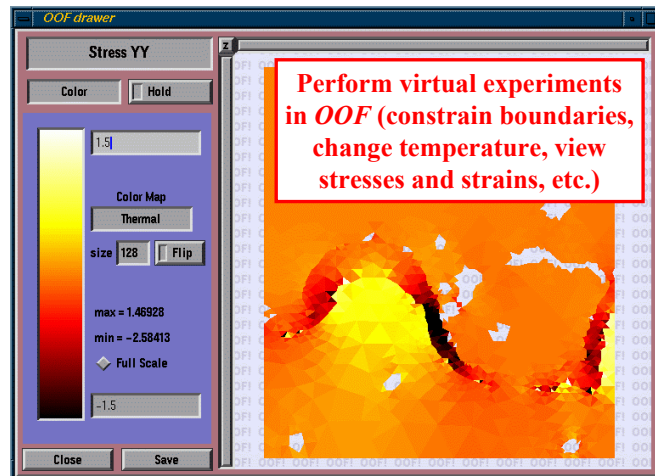 OOF drawer
Stress YY
Color
Hold
1.5
Color Map
Thermal
size 128 Flip
max = 1.46928
min = -2.58413
Full Scale
-1.5
Close
Save
z
Perform virtual experiments
in OOF (constrain boundaries,
change temperature, view
stresses and strains, etc.)
OOF!